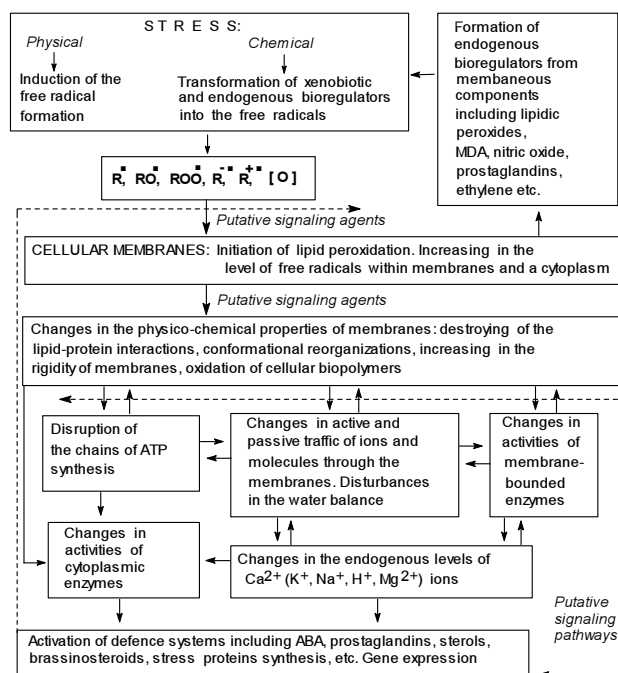 S T R E S S:
Physical
Chemical
Induction of the
free radical
formation
Transformation of xenobiotic
and endogenous bioregulators
into the free radicals
Formation of
endogenous
bioregulators from
membaneous
components
including lipidic
peroxides,
MDA, nitric oxide,
prostaglandins,
ethylene etc.
R•, RO•, ROO•, R-•, R+•, [O]
Putative signaling agents
CELLULAR MEMBRANES: Initiation of lipid peroxidation. Increasing in the
level of free radicals within membranes and a cytoplasm
Putative signaling agents
Changes in the physico-chemical properties of membranes: destroying of the
lipid-protein interactions, conformational reorganizations, increasing in the
rigidity of membranes, oxidation of cellular biopolymers
Disruption of
the chains of ATP
synthesis
Changes in active and
passive traffic of ions and
molecules through the
membranes. Disturbances
in the water balance
Changes in
activities of
membrane-
bounded
enzymes
Changes in
activities of
cytoplasmic
enzymes
Changes in the endogenous levels of
Ca2+ (K+, Na+, H+, Mg2+) ions
Putative
signaling
pathways
Activation of defence systems including ABA, prostaglandins, sterols,
brassinosteroids, stress proteins synthesis, etc. Gene expression